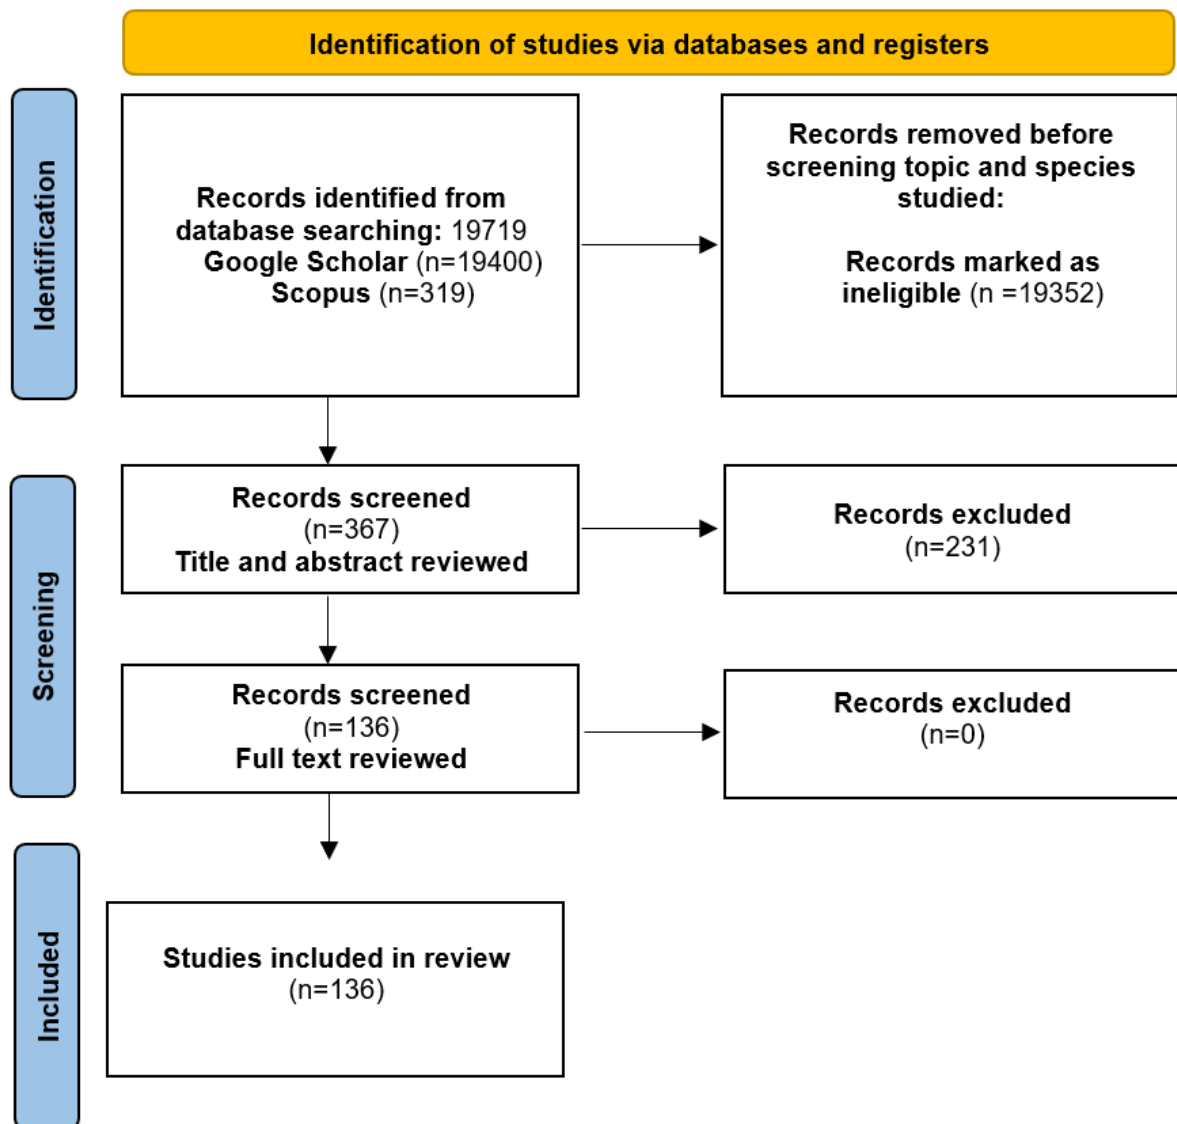 Identification of studies via databases and registers
Identification
Records identified from
database searching: 19719
Google Scholar (n=19400)
Scopus (n=319)
Records removed before
screening topic and species
studied:
Records marked as
ineligible (n =19352)
Screening
Records screened
(n=367)
Title and abstract reviewed
Records excluded
(n=231)
Records screened
(n=136)
Full text reviewed
Records excluded
(n=0)
Included
Studies included in review
(n=136)